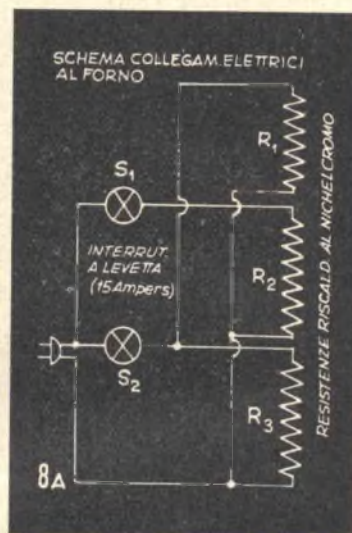 SCHEMA COLLEGAM. ELETTRICI
AL FORNO
R1
S1
INTERRUT.
A LEVETTA
(15 Ampers)
R2
S2
R3
8A
RESISTENZE RISCALD. AL NICHELCROMO